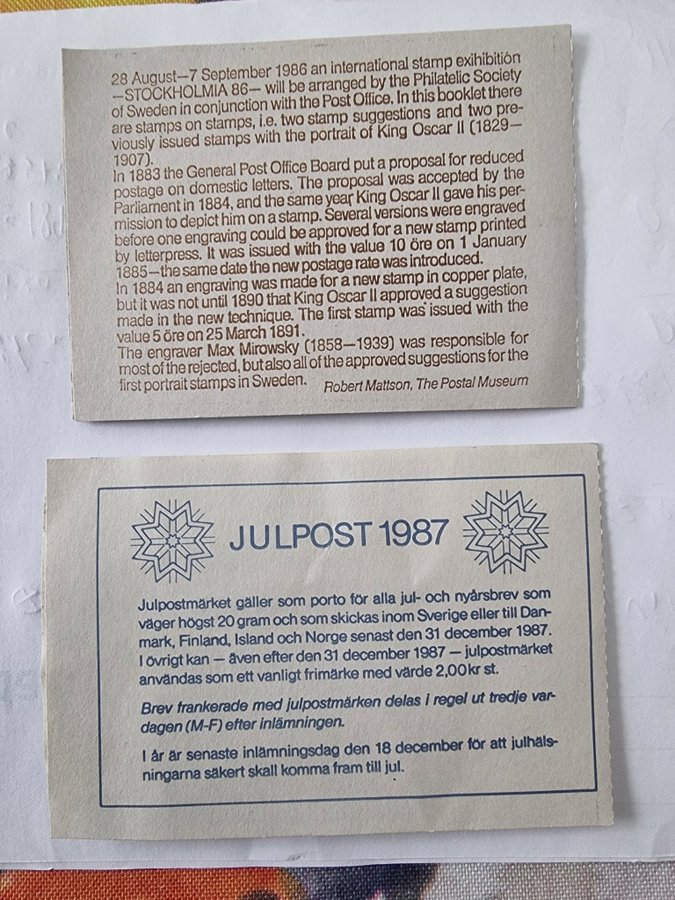 28 August—7 September 1986 an international stamp exihibition
—STOCKHOLMIA 86— will be arranged by the Philatelic Society
of Sweden in conjunction with the Post Office. In this booklet there
are stamps on stamps, i.e. two stamp suggestions and two pre-
viously issued stamps with the portrait of King Oscar II (1829—
1907).
In 1883 the General Post Office Board put a proposal for reduced
postage on domestic letters. The proposal was accepted by the
Parliament in 1884, and the same year King Oscar II gave his per-
mission to depict him on a stamp. Several versions were engraved
before one engraving could be approved for a new stamp printed
by letterpress. It was issued with the value 10 öre on 1 January
1885—the same date the new postage rate was introduced.
In 1884 an engraving was made for a new stamp in copper plate,
but it was not until 1890 that King Oscar II approved a suggestion
made in the new technique. The first stamp was issued with the
value 5 öre on 25 March 1891.
The engraver Max Mirowsky (1858—1939) was responsible for
most of the rejected, but also all of the approved suggestions for the
first portrait stamps in Sweden. Robert Mattson, The Postal Museum
JULPOST 1987
Julpostmärket gäller som porto för alla jul- och nyårsbrev som
väger högst 20 gram och som skickas inom Sverige eller till Dan-
mark, Finland, Island och Norge senast den 31 december 1987.
I övrigt kan — även efter den 31 december 1987 — julpostmärket
användas som ett vanligt frimärke med värde 2,00 kr st.
Brev frankerade med julpostmärken delas i regel ut tredje var-
dagen (M-F) efter inlämningen.
I år är senaste inlämningsdag den 18 december för att julhäls-
ningarna säkert skall komma fram till jul.